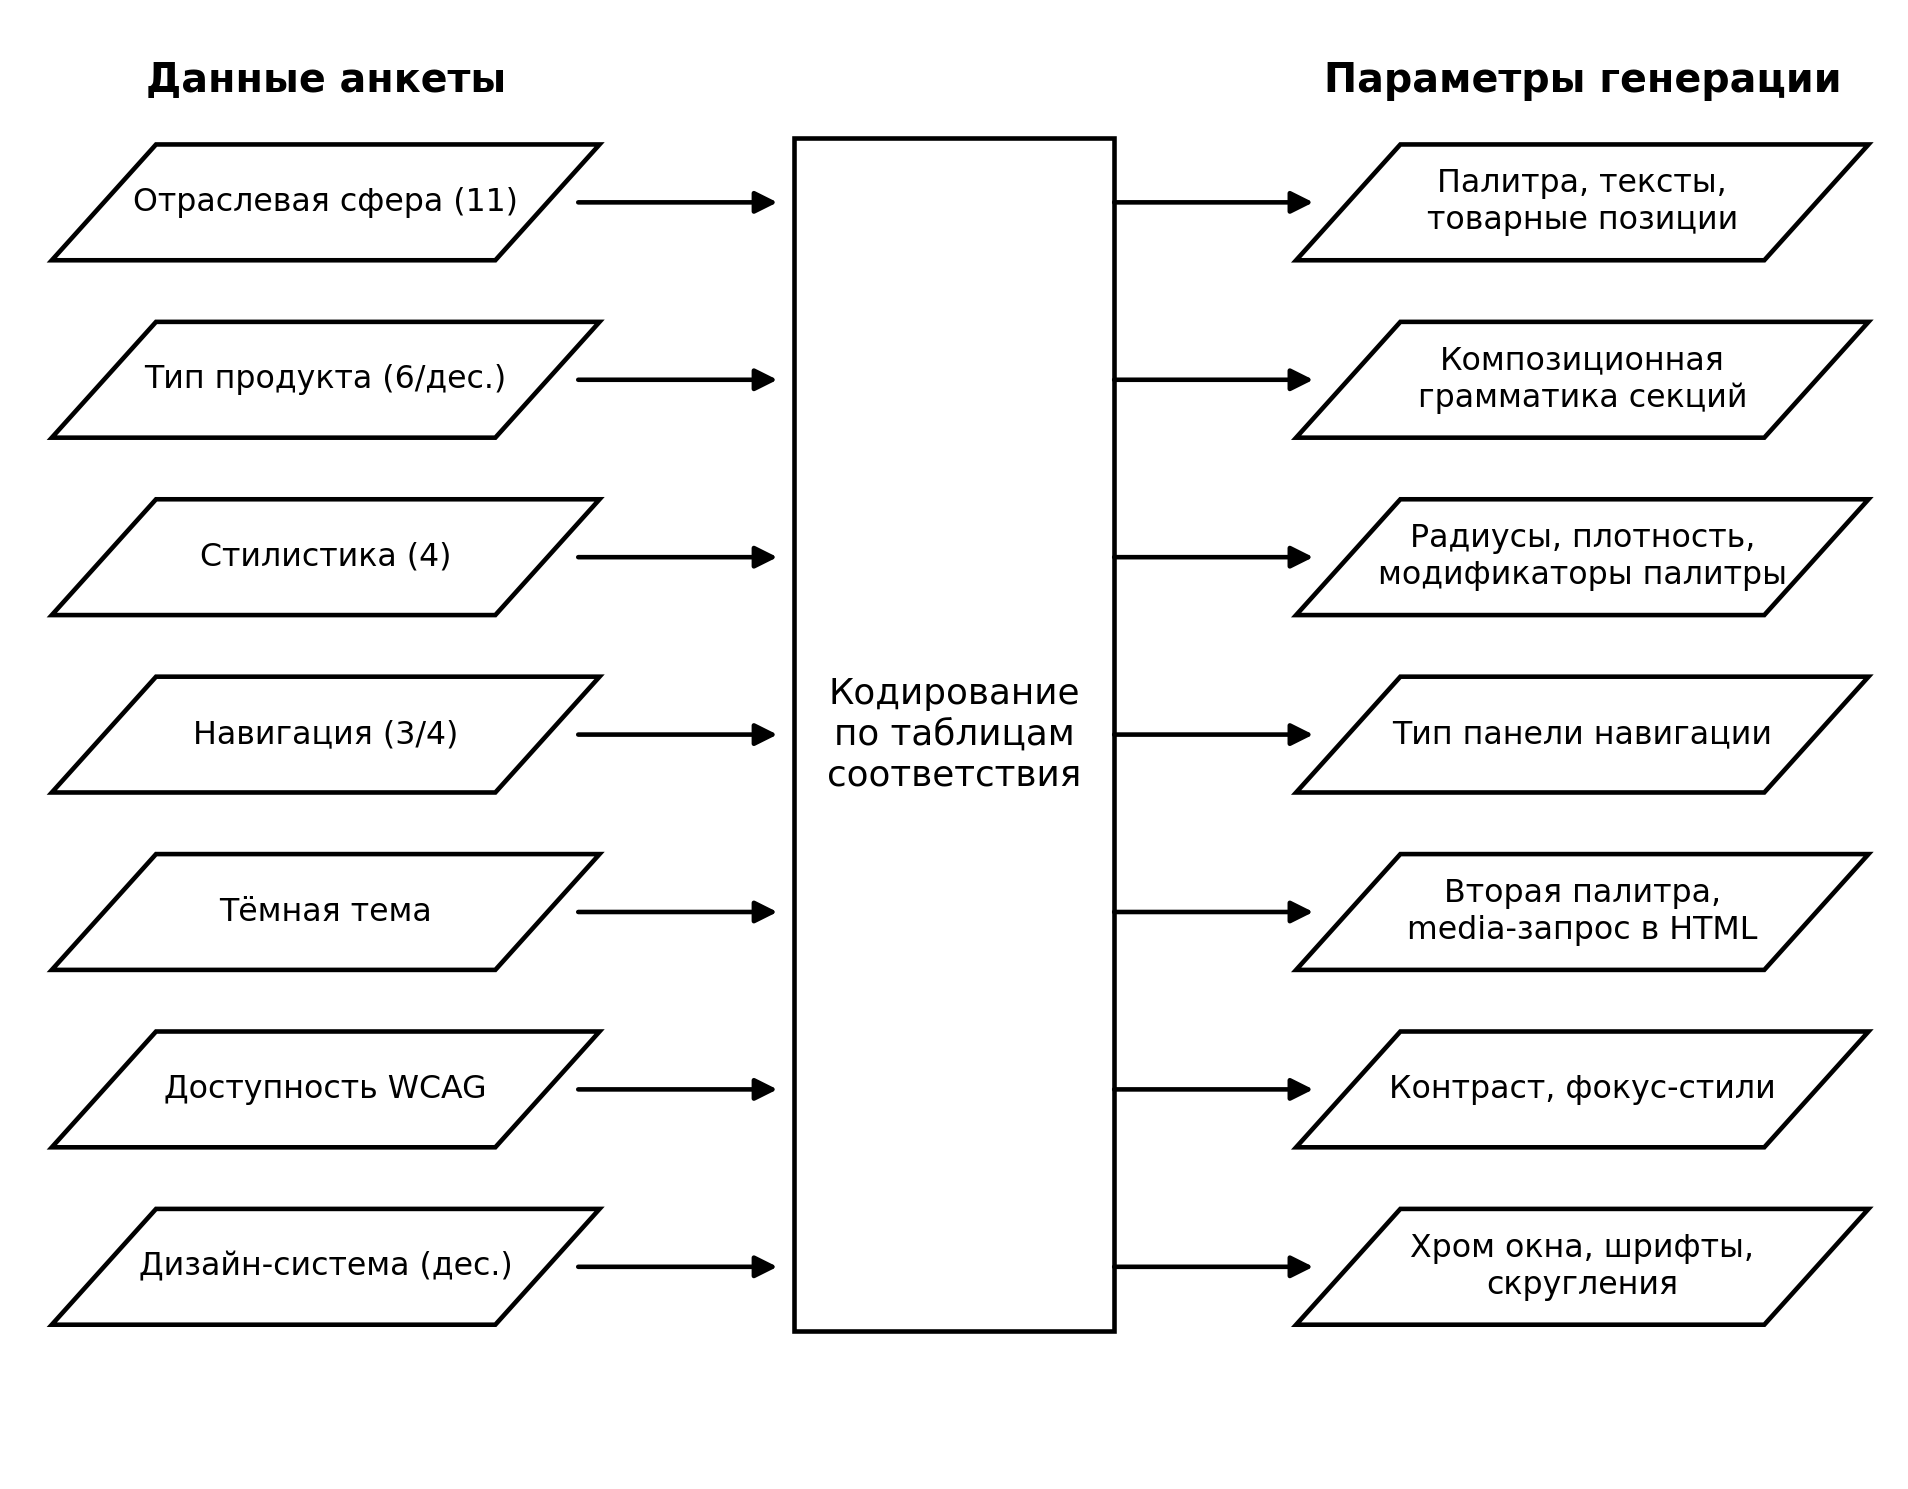 Данные анкеты
Параметры генерации
Отраслевая сфера (11)
Палитра, тексты,
товарные позиции
Тип продукта (6/дес.)
Композиционная
грамматика секций
Стилистика (4)
Радиусы, плотность,
модификаторы палитры
Навигация (3/4)
Кодирование
по таблицам
соответствия
Тип панели навигации
Тёмная тема
Вторая палитра,
media-запрос в HTML
Доступность WCAG
Контраст, фокус-стили
Дизайн-система (дес.)
Хром окна, шрифты,
скругления